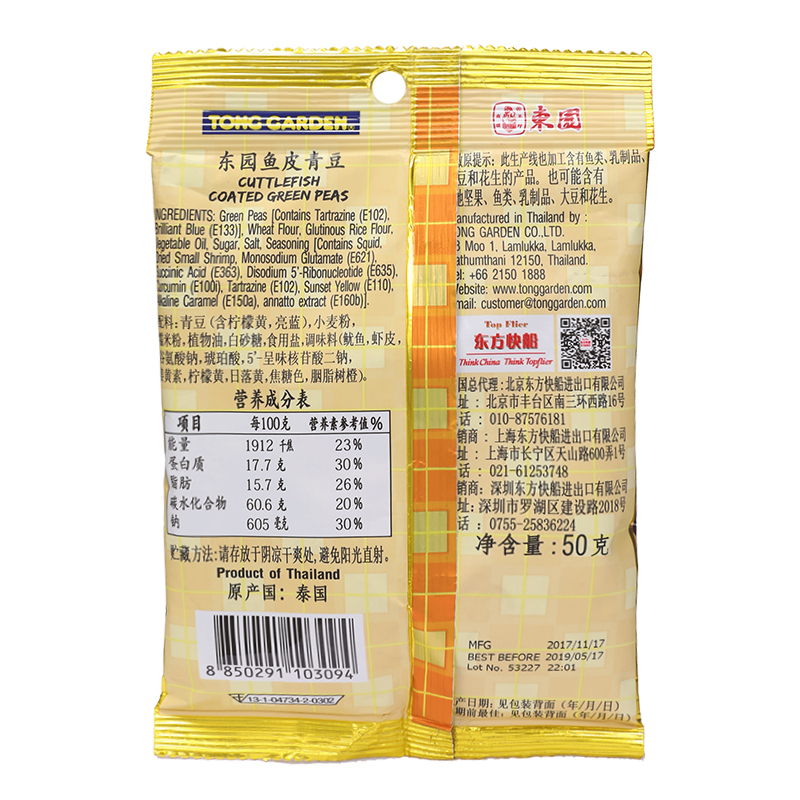 TONG GARDEN
东园鱼皮青豆
CUTTLEFISH
COATED GREEN PEAS
INGREDIENTS: Green Peas [Contains Tartrazine (E102),
Brilliant Blue (E133)], Wheat Flour, Glutinous Rice Flour,
Vegetable Oil, Sugar, Salt, Seasoning [Contains Squid,
Dried Small Shrimp, Monosodium Glutamate (E621),
Succinic Acid (E363), Disodium 5'-Ribonucleotide (E635),
Curcumin (E100i), Tartrazine (E102), Sunset Yellow (E110),
Alkaline Caramel (E150a), annatto extract (E160b)].
配料:青豆(含柠檬黄,亮蓝),小麦粉,
米粉,植物油,白砂糖,食用盐,调味料(鱿鱼,虾皮,
氨酸钠,琥珀酸,5'-呈味核苷酸二钠,
黄素,柠檬黄,日落黄,焦糖色,胭脂树橙)。
营养成分表
项目 每100克 营养素参考值%
能量 1912 千焦 23%
蛋白质 17.7 克 30%
脂肪 15.7 克 26%
碳水化合物 60.6 克 20%
钠 605 毫克 30%
贮藏方法:请存放于阴凉干爽处,避免阳光直射。
Product of Thailand
原产国:泰国
8 850291 103094
13-1-04734-2-0302
東园
原提示:此生产线也加工含有鱼类、乳制品、
豆和花生的产品。也可能含有
坚果、鱼类、乳制品、大豆和花生。
Manufactured in Thailand by :
TONG GARDEN CO.,LTD.
8 Moo 1, Lamlukka, Lamlukka,
Pathumthani 12150, Thailand.
Tel: +66 2150 1888
Website: www.tonggarden.com
Email: customer@tonggarden.com
Top Flier
东方快船
Think China Think Topflier
国总代理:北京东方快船进出口有限公司
址:北京市丰台区南三环西路16号
话:010-87576181
销商:上海东方快船进出口有限公司
址:上海市长宁区天山路600弄1号
话:021-61253748
销商:深圳东方快船进出口有限公司
址:深圳市罗湖区建设路2018号
话:0755-25836224
净含量:50克
MFG 2017/11/17
BEST BEFORE 2019/05/17
Lot No. 53227 22:01
产日期:见包装背面(年/月/日)
期前最佳:见包装背面(年/月/日)